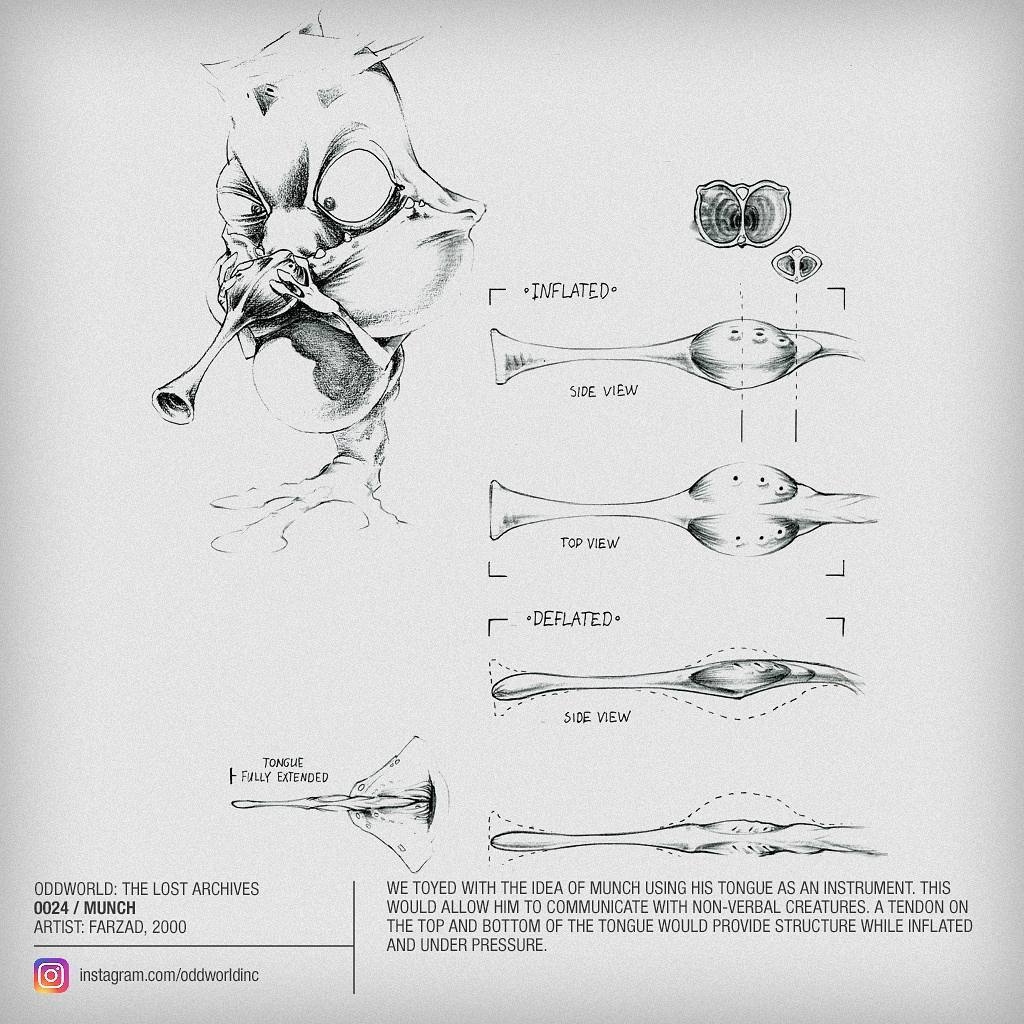 °INFLATED°
SIDE VIEW
TOP VIEW
°DEFLATED°
SIDE VIEW
TONGUE
FULLY EXTENDED
ODDWORLD: THE LOST ARCHIVES
0024 / MUNCH
ARTIST: FARZAD, 2000
instagram.com/oddworldinc
WE TOYED WITH THE IDEA OF MUNCH USING HIS TONGUE AS AN INSTRUMENT. THIS
WOULD ALLOW HIM TO COMMUNICATE WITH NON-VERBAL CREATURES. A TENDON ON
THE TOP AND BOTTOM OF THE TONGUE WOULD PROVIDE STRUCTURE WHILE INFLATED
AND UNDER PRESSURE.